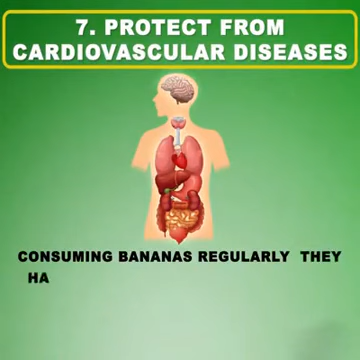 7. PROTECT FROM
CARDIOVASCULAR DISEASES
CONSUMING BANANAS REGULARLY THEY
HA